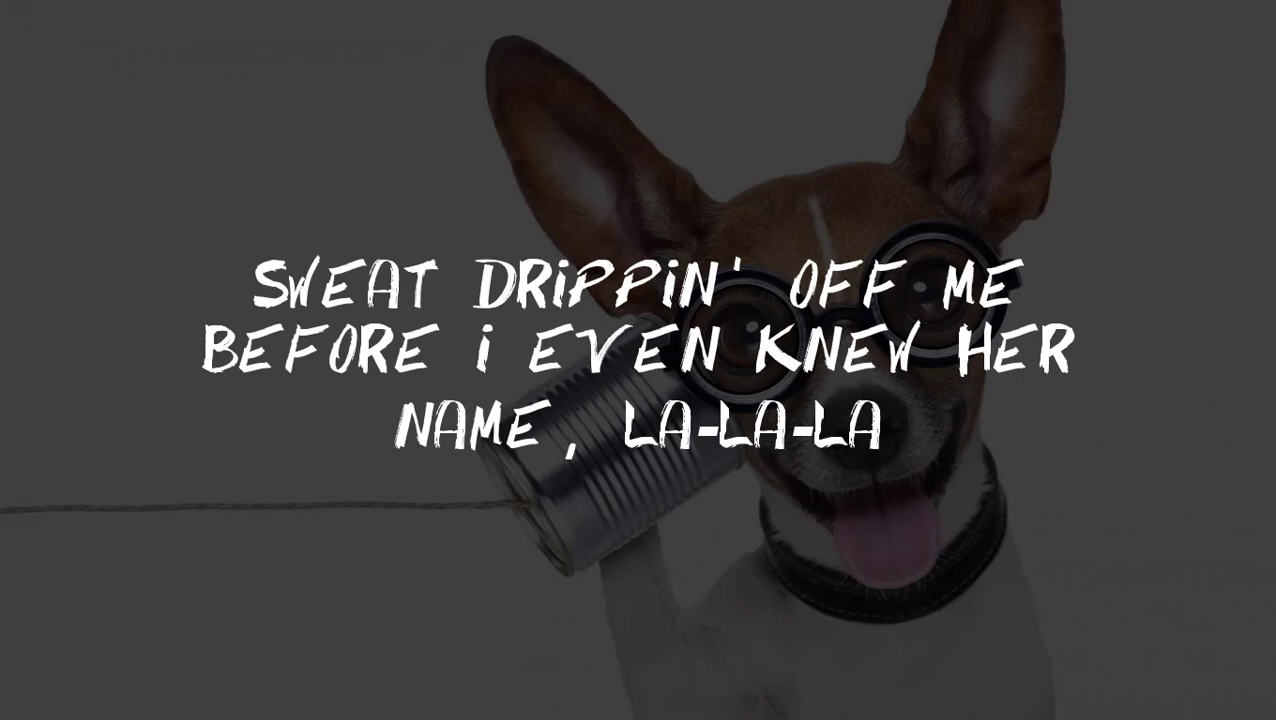 SWEAT DRIPPIN' OFF ME
BEFORE I EVEN KNEW HER
NAME, LA-LA-LA